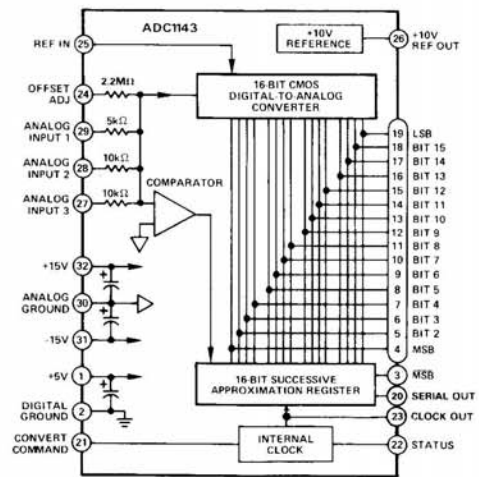 ADC1143
REF IN
25
+10V
REFERENCE
26
+10V
REF OUT
OFFSET
ADJ
24
2.2MΩ
16-BIT CMOS
DIGITAL-TO-ANALOG
CONVERTER
ANALOG
INPUT 1
29
5kΩ
ANALOG
INPUT 2
28
10kΩ
ANALOG
INPUT 3
27
10kΩ
COMPARATOR
19 LSB
18 BIT 15
17 BIT 14
16 BIT 13
15 BIT 12
14 BIT 11
13 BIT 10
12 BIT 9
11 BIT 8
10 BIT 7
9 BIT 6
8 BIT 5
7 BIT 4
6 BIT 3
5 BIT 2
4 MSB
3 M̅S̅B̅
20 SERIAL OUT
23 CLOCK OUT
22 STATUS
+15V
32
+
ANALOG
GROUND
30
+
-15V
31
+5V
1
+
DIGITAL
GROUND
2
CONVERT
COMMAND
21
16-BIT SUCCESSIVE
APPROXIMATION REGISTER
INTERNAL
CLOCK